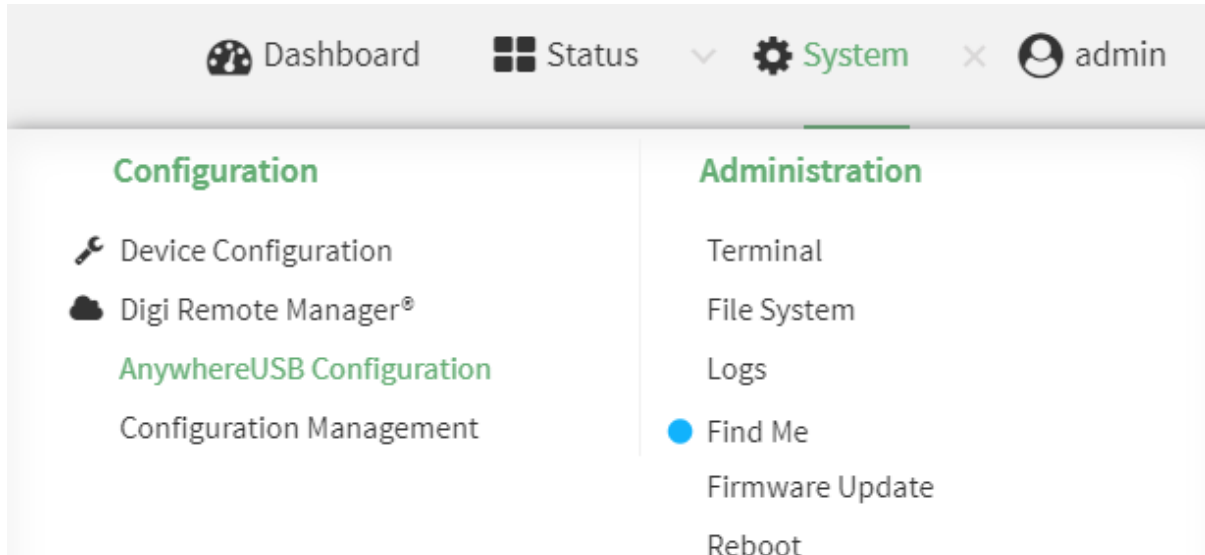 Dashboard Status System admin
Configuration
Device Configuration
Digi Remote Manager®
AnywhereUSB Configuration
Configuration Management
Administration
Terminal
File System
Logs
Find Me
Firmware Update
Reboot